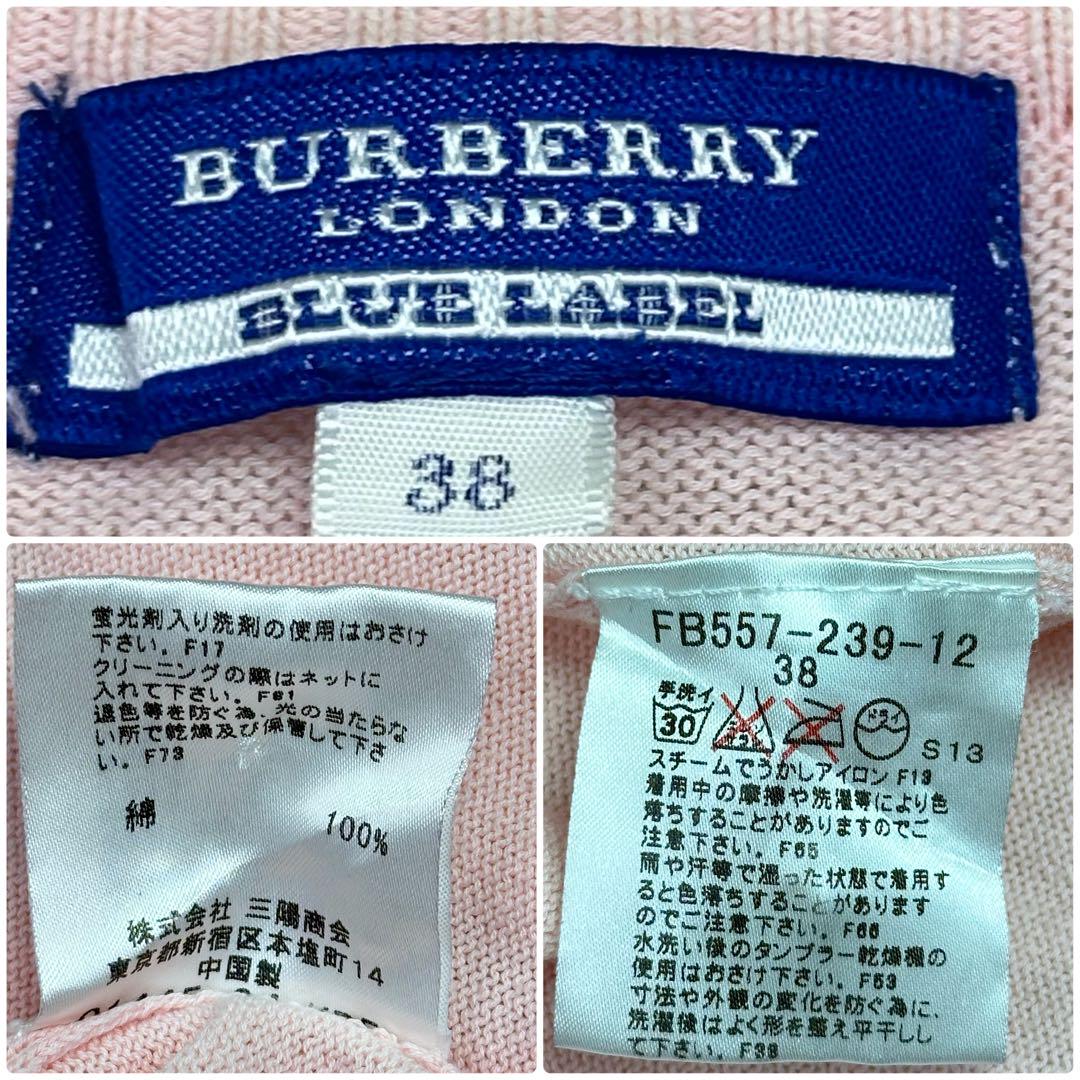 BURBERRY
LONDON
BLUE LABEL
38
蛍光剤入り洗剤の使用はおさけ
下さい。F17
クリーニングの際はネットに
入れて下さい。F61
退色等を防ぐ為、光の当たらな
い所で乾燥及び保管して下さ
い。F73
綿 100%
株式会社 三陽商会
東京都新宿区本塩町14
中国製
FB557-239-12
38
手洗イ
30
ドライ
S13
スチームでうかしアイロン F13
着用中の摩擦や洗濯等により色
落ちすることがありますのでご
注意下さい。F65
雨や汗等で湿った状態で着用す
ると色落ちすることがあります
のでご注意下さい。F66
水洗い後のタンブラー乾燥機の
使用はおさけ下さい。F53
寸法や外観の変化を防ぐ為に、
洗濯後はよく形を整え平干しし
て下さい。F38